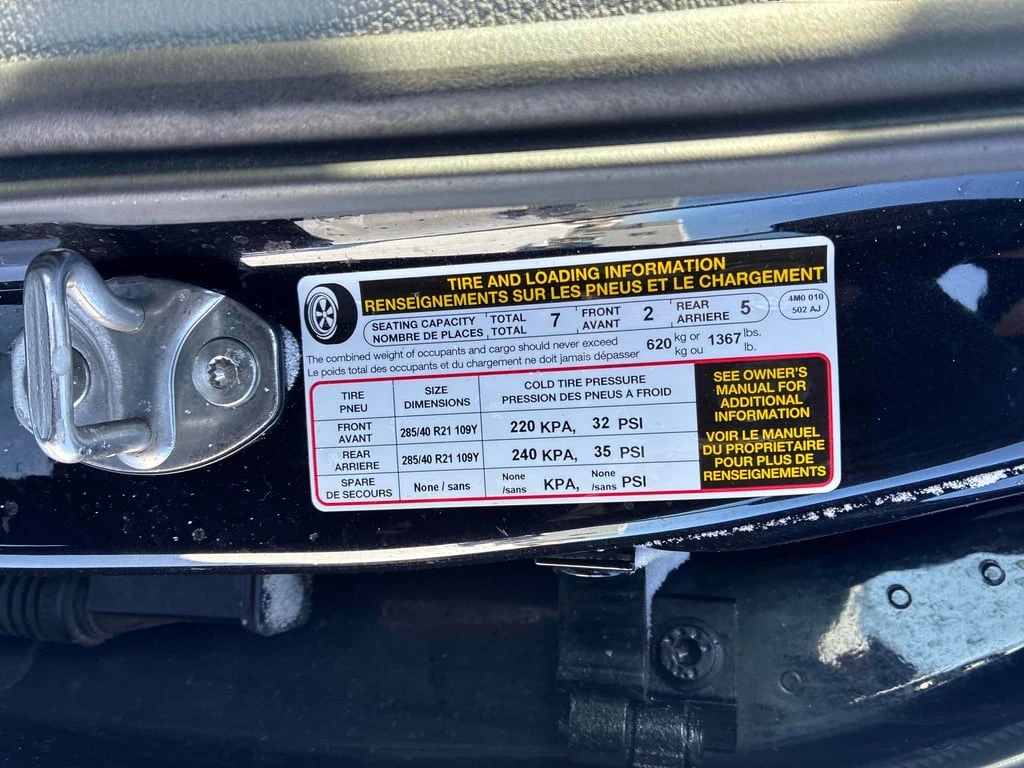 TIRE AND LOADING INFORMATION
RENSEIGNEMENTS SUR LES PNEUS ET LE CHARGEMENT
SEATING CAPACITY TOTAL 7 FRONT 2 REAR 5
NOMBRE DE PLACES TOTAL AVANT ARRIERE
4M0 010
502 AJ
The combined weight of occupants and cargo should never exceed 620 kg or 1367 lbs.
Le poids total des occupants et du chargement ne doit jamais dépasser kg ou lb.
TIRE SIZE COLD TIRE PRESSURE
PNEU DIMENSIONS PRESSION DES PNEUS A FROID
FRONT
AVANT 285/40 R21 109Y 220 KPA, 32 PSI
REAR
ARRIERE 285/40 R21 109Y 240 KPA, 35 PSI
SPARE None None
DE SECOURS None / sans /sans KPA, /sans PSI
SEE OWNER'S
MANUAL FOR
ADDITIONAL
INFORMATION
VOIR LE MANUEL
DU PROPRIETAIRE
POUR PLUS DE
RENSEIGNEMENTS